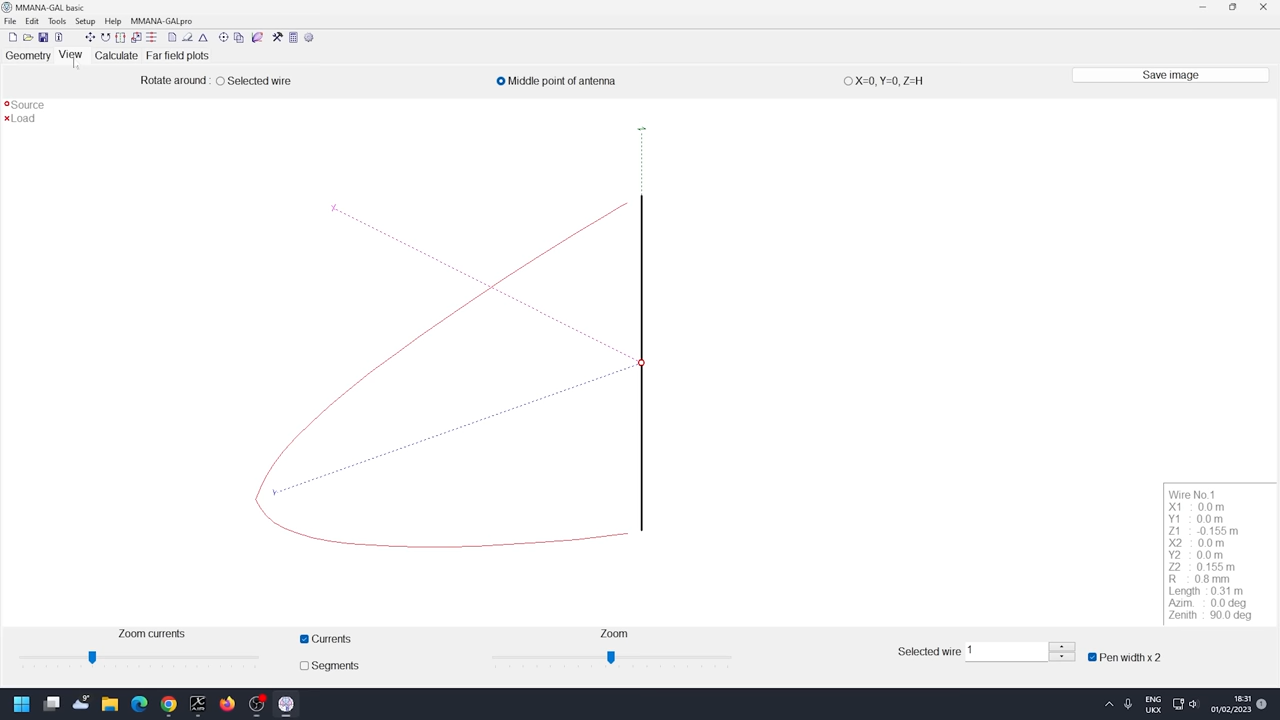 MMANA-GAL basic
File Edit Tools Setup Help MMANA-GALpro
Geometry View Calculate Far field plots
Rotate around : Selected wire Middle point of antenna X=0, Y=0, Z=H Save image
Source
Load
X
Y
Wire No.1
X1 : 0.0 m
Y1 : 0.0 m
Z1 : -0.155 m
X2 : 0.0 m
Y2 : 0.0 m
Z2 : 0.155 m
R : 0.8 mm
Length : 0.31 m
Azim. : 0.0 deg
Zenith : 90.0 deg
Zoom currents Currents Zoom
Segments Selected wire 1 Pen width x 2
9°
ENG
UKX
18:31
01/02/2023
1